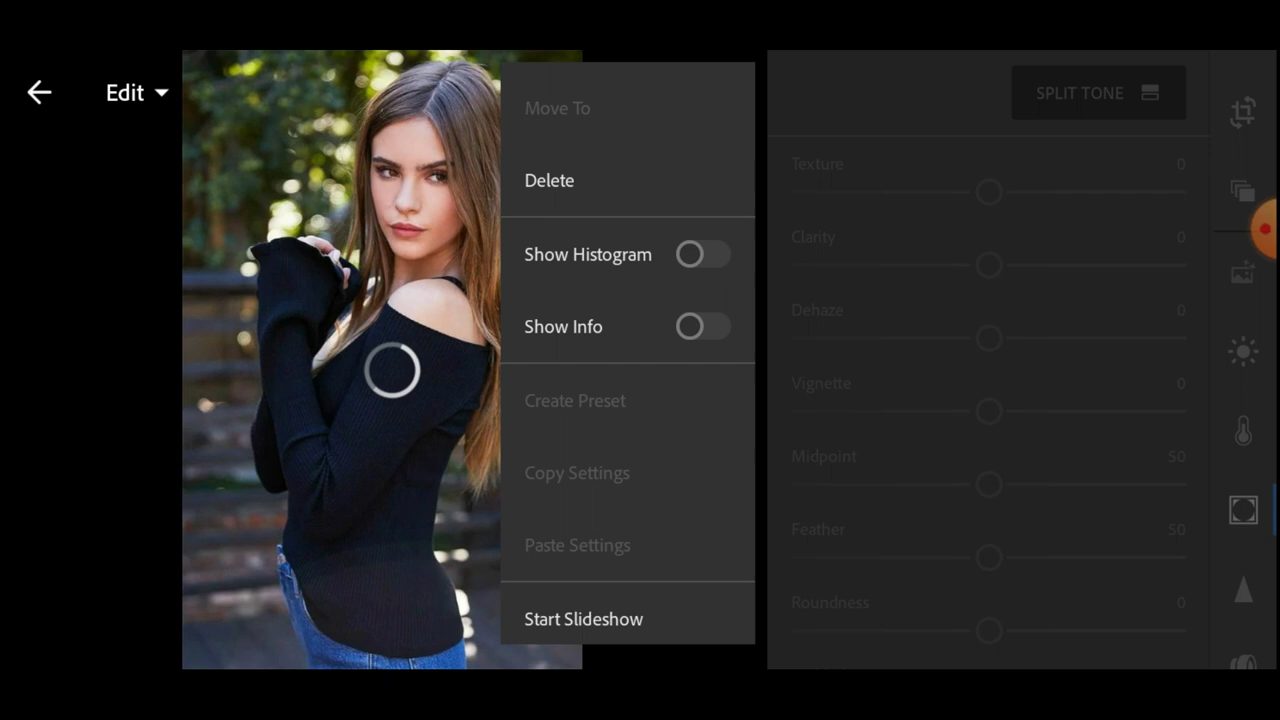 Edit
Move To
Delete
Show Histogram
Show Info
Create Preset
Copy Settings
Paste Settings
Start Slideshow
SPLIT TONE
Texture 0
Clarity 0
Dehaze 0
Vignette 0
Midpoint 50
Feather 50
Roundness 0